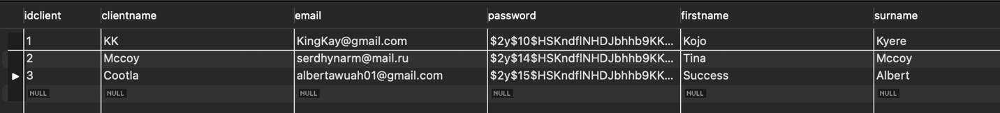 idclient clientname email password firstname surname
1 KK KingKay@gmail.com $2y$10$HSKndflNHDJbhhb9KK... Kojo Kyere
2 Mccoy serdhynarm@mail.ru $2y$14$HSKndflNHDJbhhb9KK... Tina Mccoy
3 Cootla albertawuah01@gmail.com $2y$15$HSKndflNHDJbhhb9KK... Success Albert
NULL NULL NULL NULL NULL NULL